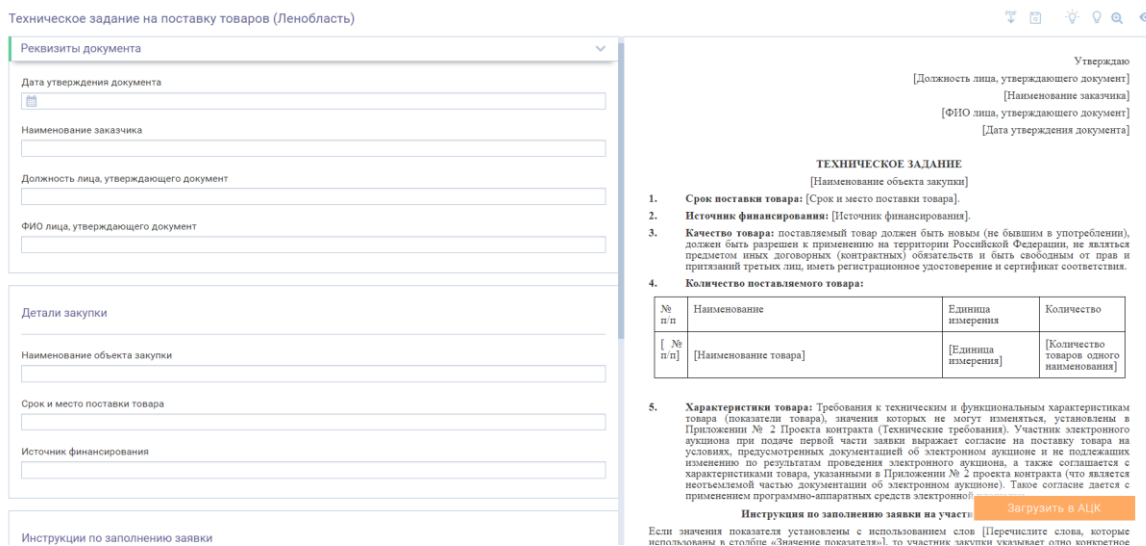 Техническое задание на поставку товаров (Ленобласть)
PDF
Реквизиты документа
Дата утверждения документа
Наименование заказчика
Должность лица, утверждающего документ
ФИО лица, утверждающего документ
Детали закупки
Наименование объекта закупки
Срок и место поставки товара
Источник финансирования
Инструкции по заполнению заявки
Утверждаю
[Должность лица, утверждающего документ]
[Наименование заказчика]
[ФИО лица, утверждающего документ]
[Дата утверждения документа]
ТЕХНИЧЕСКОЕ ЗАДАНИЕ
[Наименование объекта закупки]
1. Срок поставки товара: [Срок и место поставки товара].
2. Источник финансирования: [Источник финансирования].
3. Качество товара: поставляемый товар должен быть новым (не бывшим в употреблении),
должен быть разрешен к применению на территории Российской Федерации, не являться
предметом иных договорных (контрактных) обязательств и быть свободным от прав и
притязаний третьих лиц, иметь регистрационное удостоверение и сертификат соответствия.
4. Количество поставляемого товара:
№ п/п Наименование Единица измерения Количество
[ № п/п] [Наименование товара] [Единица измерения] [Количество товаров одного наименования]
5. Характеристики товара: Требования к техническим и функциональным характеристикам
товара (показатели товара), значения которых не могут изменяться, установлены в
Приложении № 2 Проекта контракта (Технические требования). Участник электронного
аукциона при подаче первой части заявки выражает согласие на поставку товара на
условиях, предусмотренных документацией об электронном аукционе и не подлежащих
изменению по результатам проведения электронного аукциона, а также соглашается с
характеристиками товара, указанными в Приложении № 2 проекта контракта (что является
неотъемлемой частью документации об электронном аукционе). Такое согласие дается с
применением программно-аппаратных средств электронной
Загрузить в АЦК
Инструкция по заполнению заявки на участи
Если значения показателя установлены с использованием слов [Перечислите слова, которые
использованы в столбце «Значение показателя»], то участник закупки указывает одно конкретное